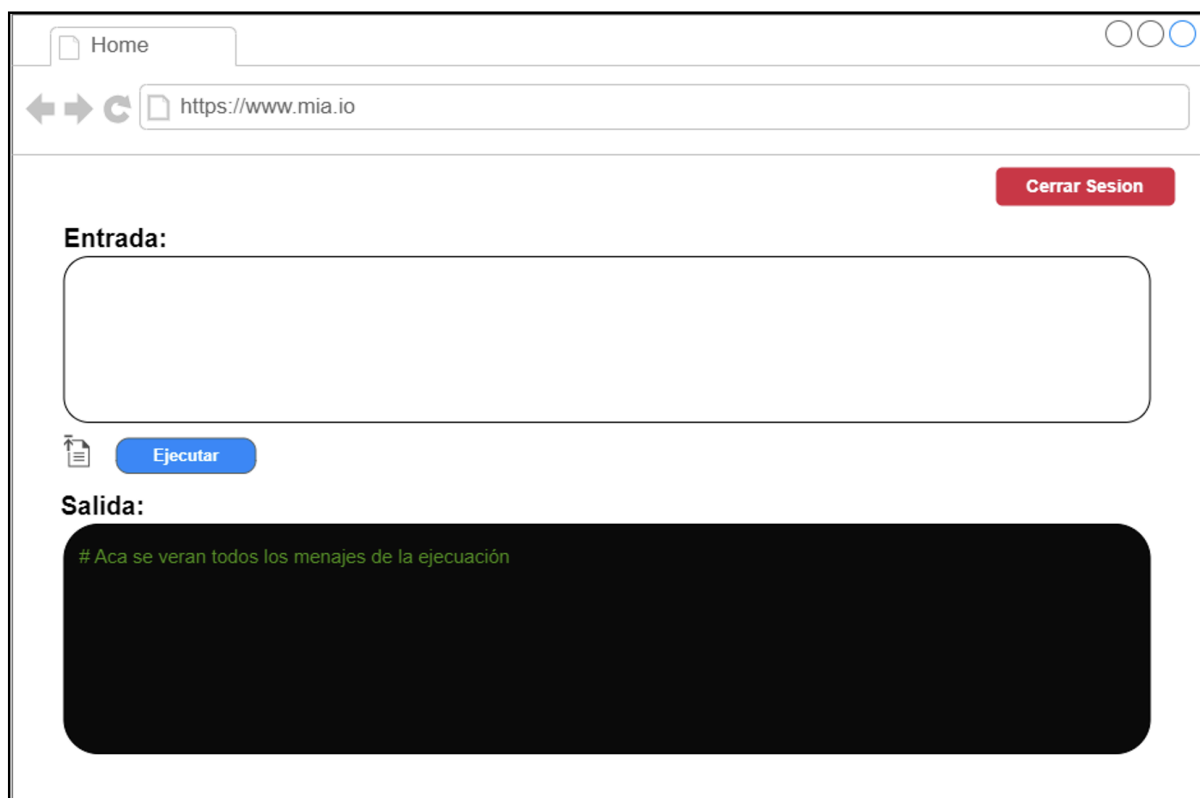 Home
https://www.mia.io
Cerrar Sesion
Entrada:
Ejecutar
Salida:
# Aca se veran todos los menajes de la ejecuación